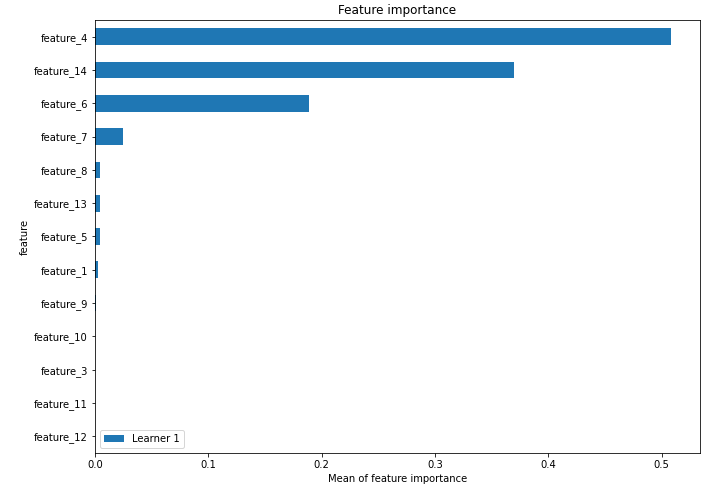 Feature importance
feature_4
feature_14
feature_6
feature_7
feature_8
feature_13
feature_5
feature_1
feature_9
feature_10
feature_3
feature_11
feature_12
feature
Learner 1
0.0 0.1 0.2 0.3 0.4 0.5
Mean of feature importance